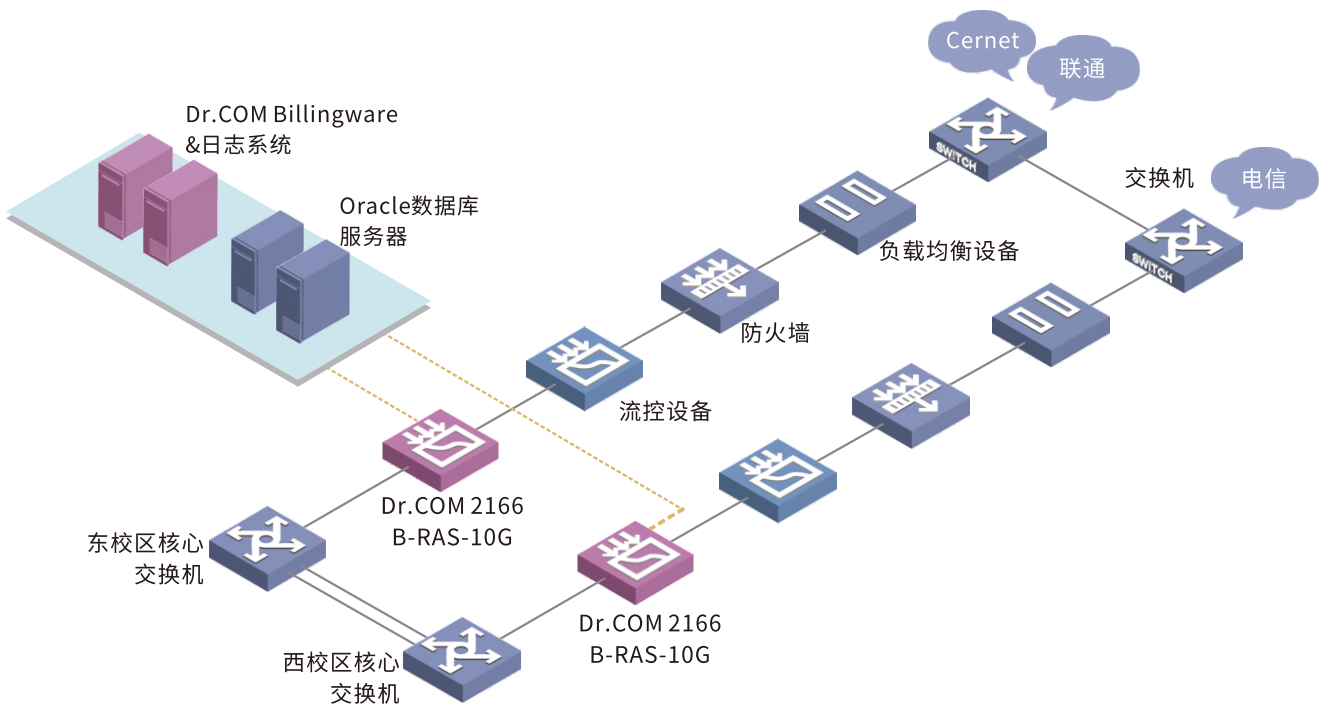 Cernet
联通
Dr.COM Billingware
&日志系统
SWITCH
交换机
电信
Oracle数据库
服务器
负载均衡设备
SWITCH
防火墙
流控设备
Dr.COM 2166
B-RAS-10G
东校区核心
交换机
Dr.COM 2166
B-RAS-10G
西校区核心
交换机